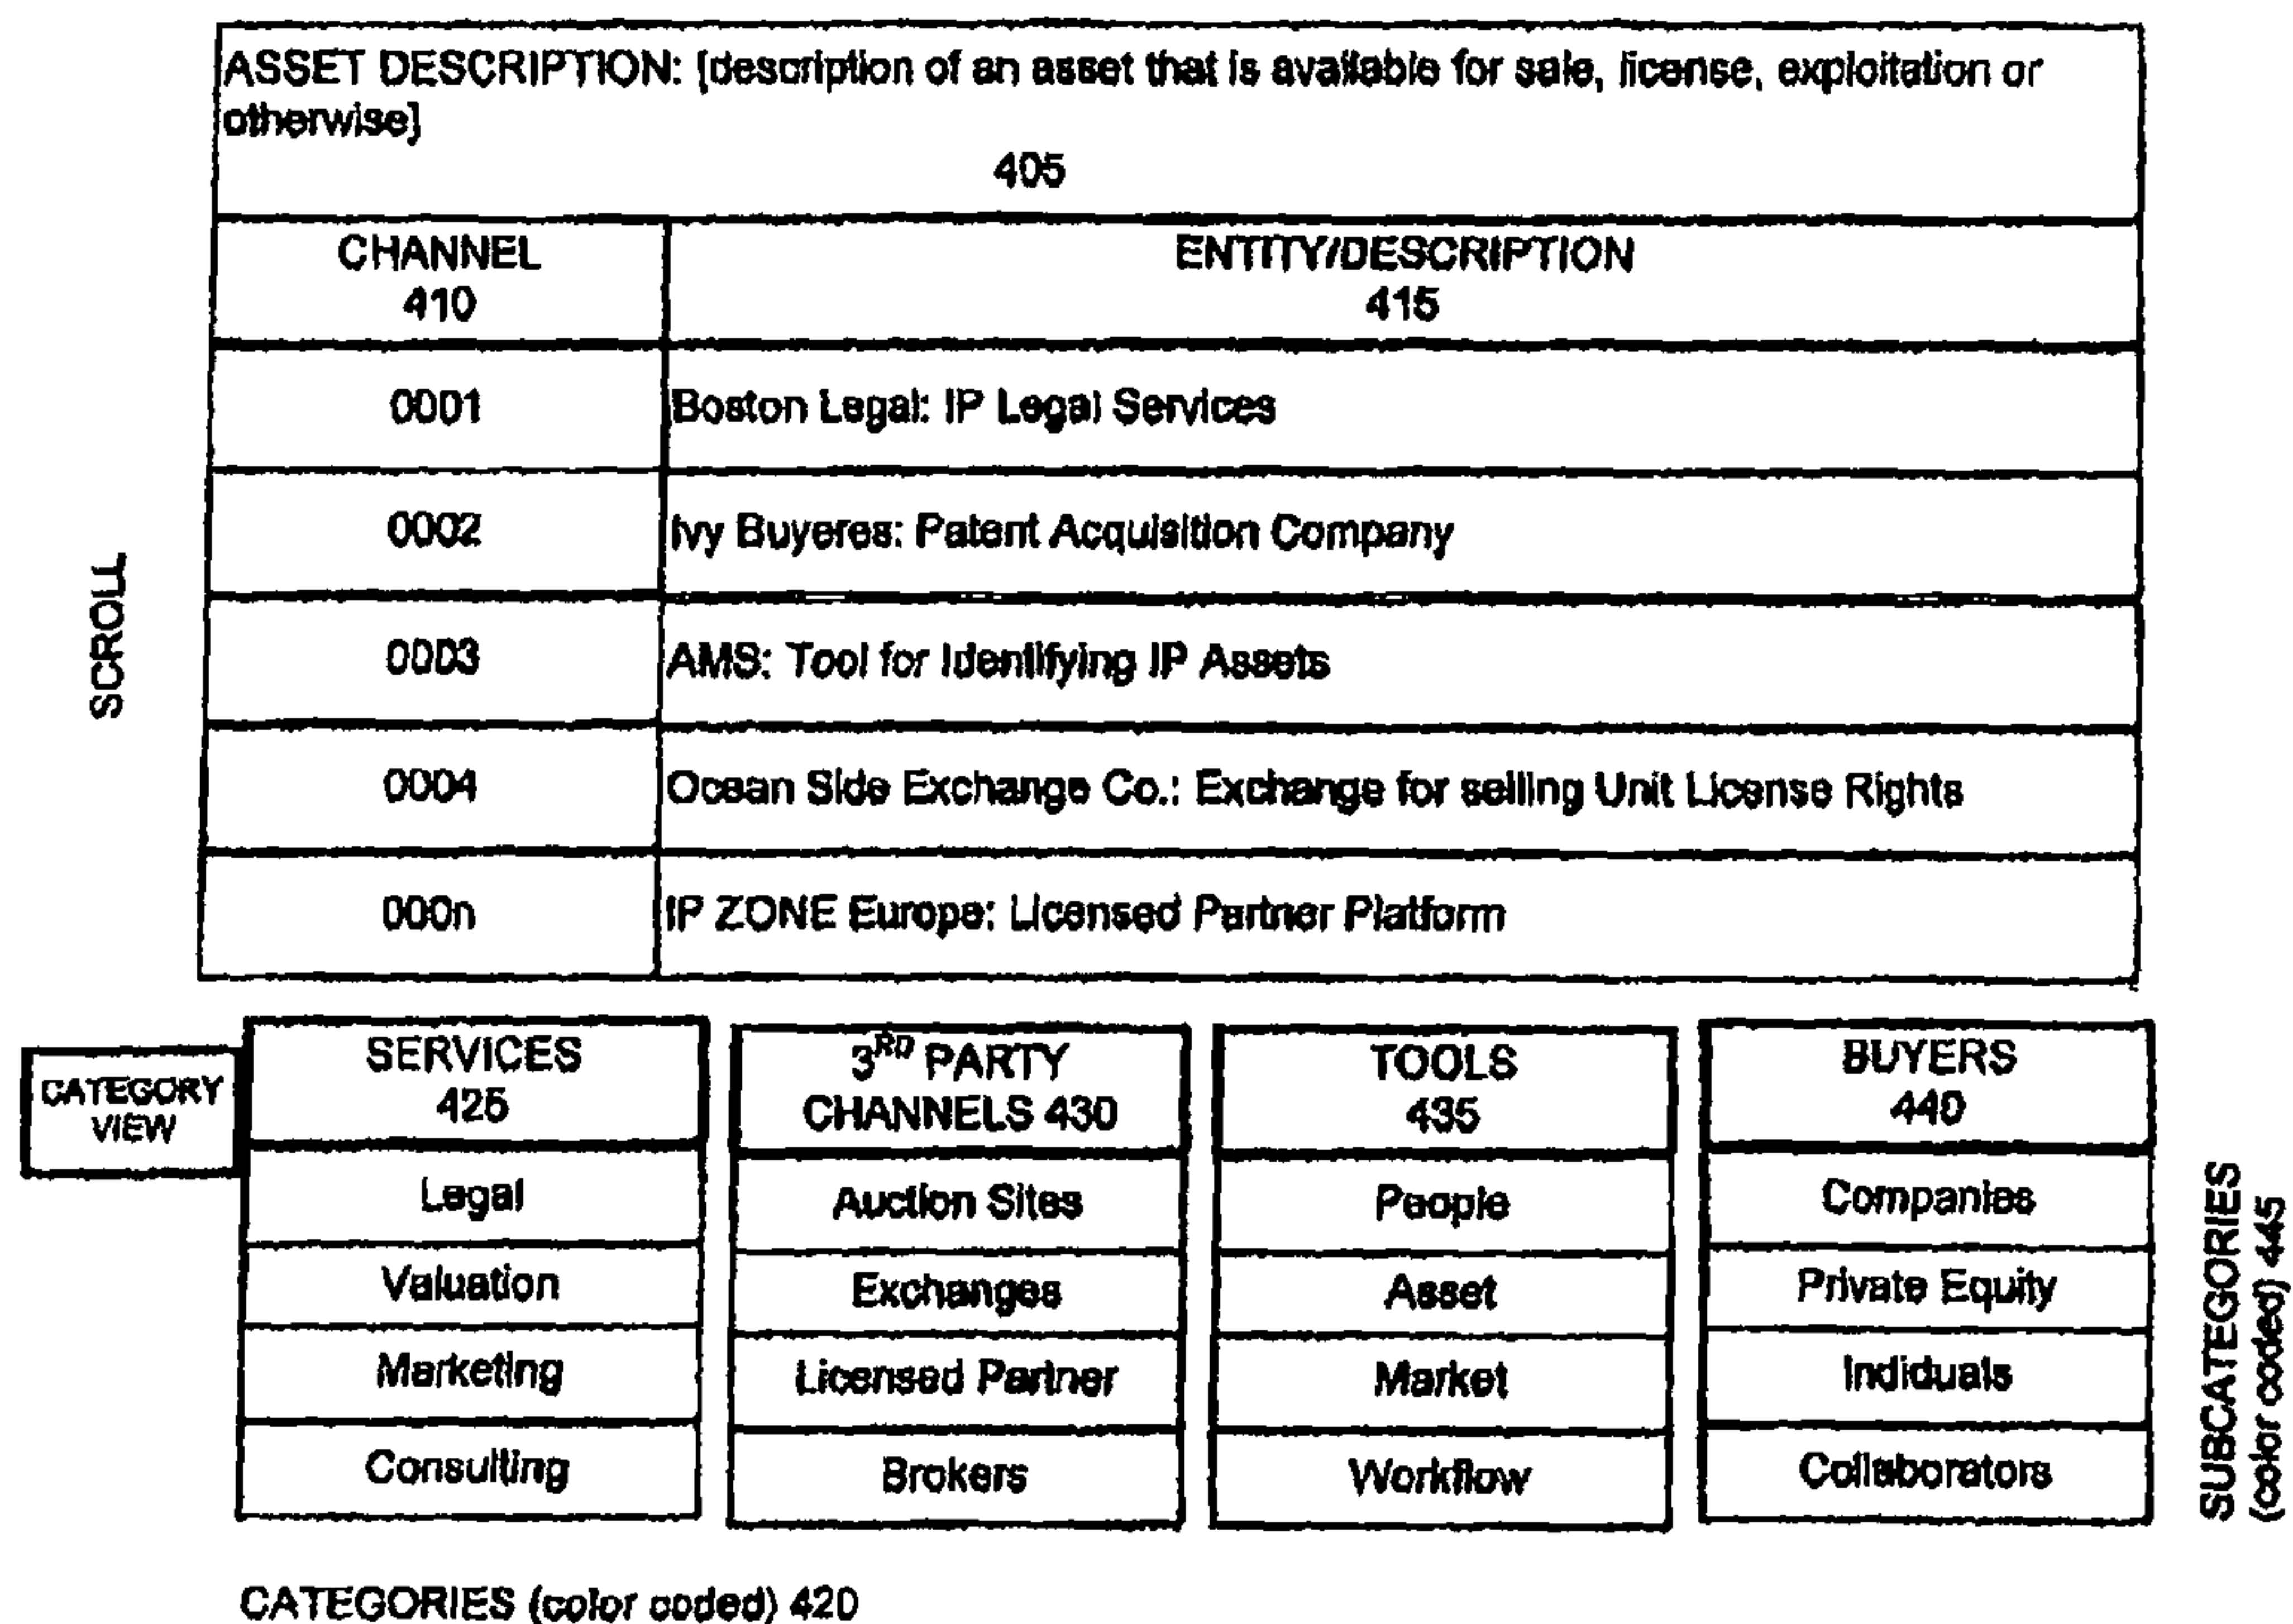 ASSET DESCRIPTION: [description of an asset that is available for sale, license, exploitation or
otherwise]
405
CHANNEL
410
ENTITY/DESCRIPTION
415
0001
Boston Legal: IP Legal Services
0002
Ivy Buyeres: Patent Acquisition Company
0003
AMS: Tool for Identifying IP Assets
0004
Ocean Side Exchange Co.: Exchange for selling Unit License Rights
000n
IP ZONE Europe: Licensed Partner Platform
SCROLL
CATEGORY
VIEW
SERVICES
425
Legal
Valuation
Marketing
Consulting
3RD PARTY
CHANNELS 430
Auction Sites
Exchanges
Licensed Partner
Brokers
TOOLS
435
People
Asset
Market
Workflow
BUYERS
440
Companies
Private Equity
Indiduals
Collaborators
SUBCATEGORIES
(color coded) 445
CATEGORIES (color coded) 420